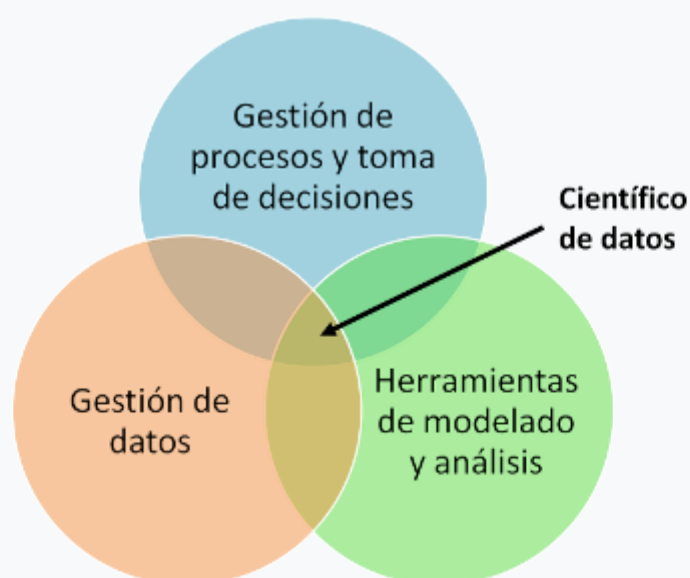 Gestión de
procesos y toma
de decisiones
Científico
de datos
Gestión de
datos
Herramientas
de modelado
y análisis